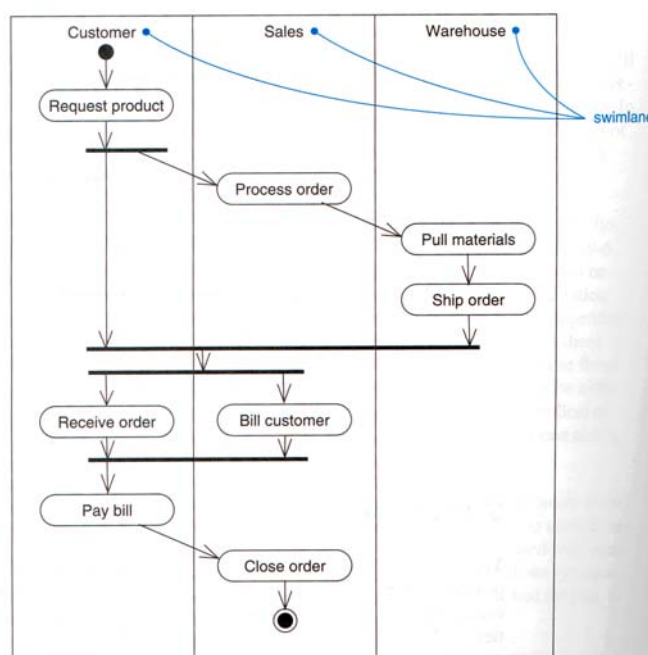 Customer
Sales
Warehouse
swimlane
Request product
Process order
Pull materials
Ship order
Receive order
Bill customer
Pay bill
Close order